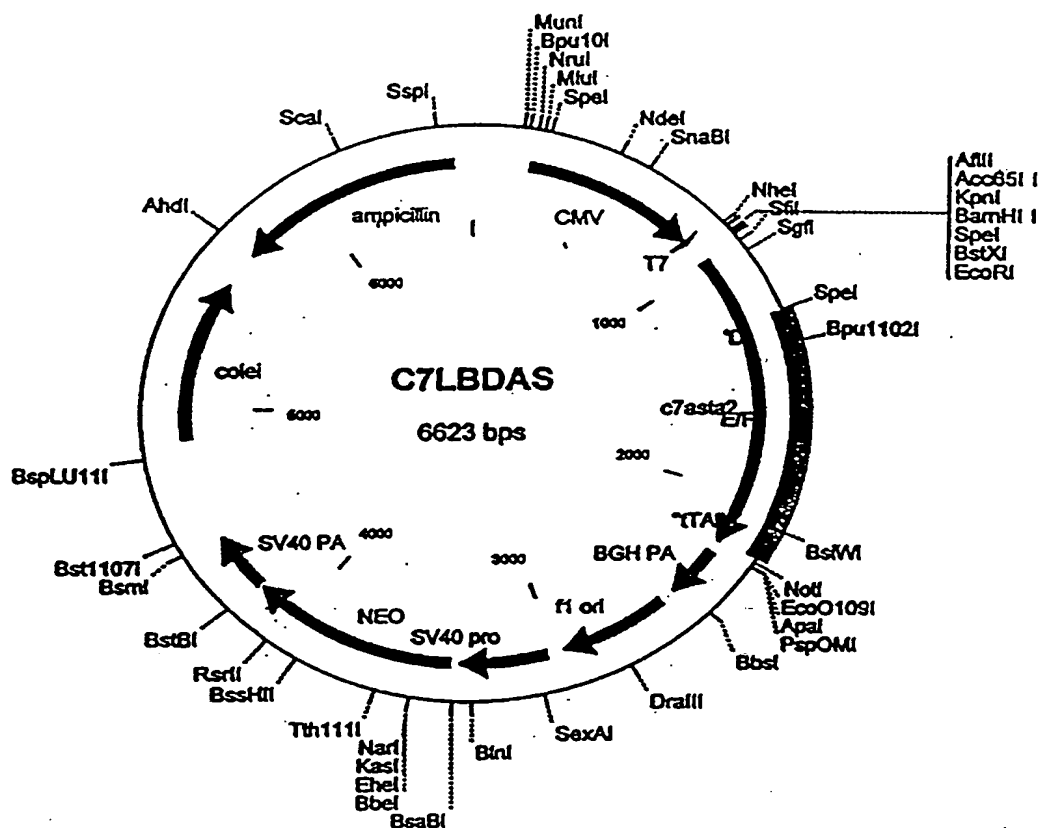 MunI
Bpu10I
NruI
MluI
SpeI
SspI
ScaI
AhdI
NdeI
SnaBI
NheI
SfiI
SgfI
AflII
Acc65I I
KpnI
BamHI I
SpeI
BstXI
EcoRI
ampicillin
CMV
T7
6000
1000
SpeI
Bpu1102I
"D
colei
C7LBDAS
5000
6623 bps
c7asta2
E/F
2000
BspLU11I
BstWI
SV40 PA
4000
3000
BGH PA
NotI
EcoO109I
ApaI
PspOMI
Bst1107I
BsmI
f1 ori
NEO
SV40 pro
BbsI
BstBI
RsrII
BssHII
DraIII
Tth111I
SexAI
BlnI
NarI
KasI
EheI
BbeI
BsaBI